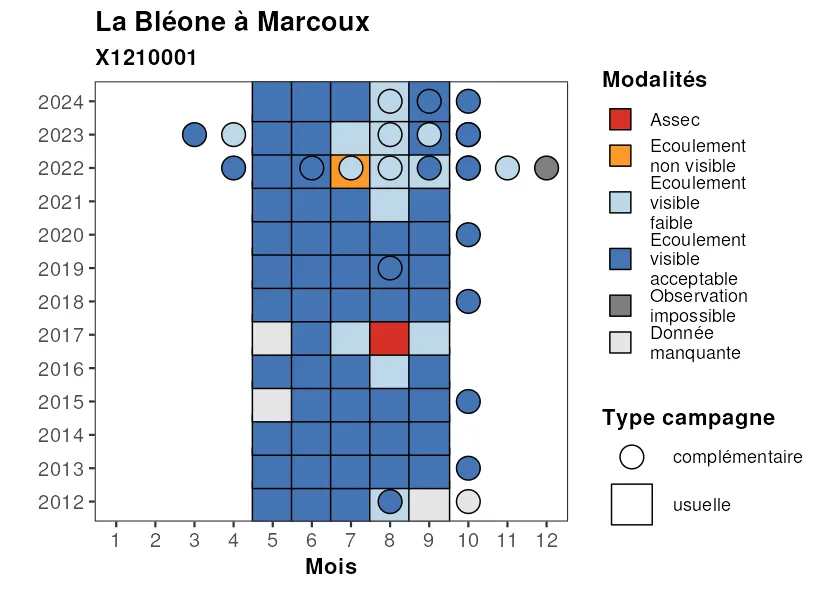 La Bléone à Marcoux
X1210001
2024
2023
2022
2021
2020
2019
2018
2017
2016
2015
2014
2013
2012
1 2 3 4 5 6 7 8 9 10 11 12
Mois
Modalités
Assec
Ecoulement
non visible
Ecoulement
visible
faible
Ecoulement
visible
acceptable
Observation
impossible
Donnée
manquante
Type campagne
complémentaire
usuelle